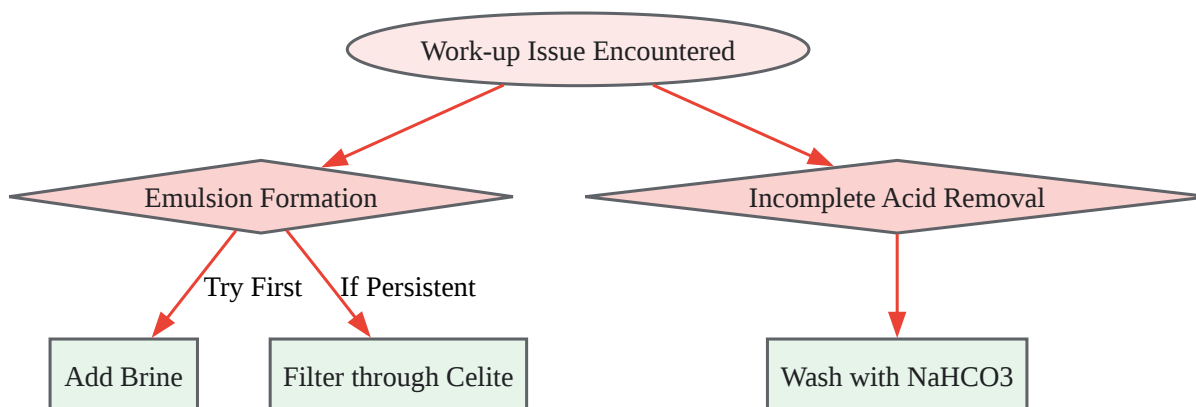 Work-up Issue Encountered
Emulsion Formation
Incomplete Acid Removal
Try First
If Persistent
Add Brine
Filter through Celite
Wash with NaHCO3